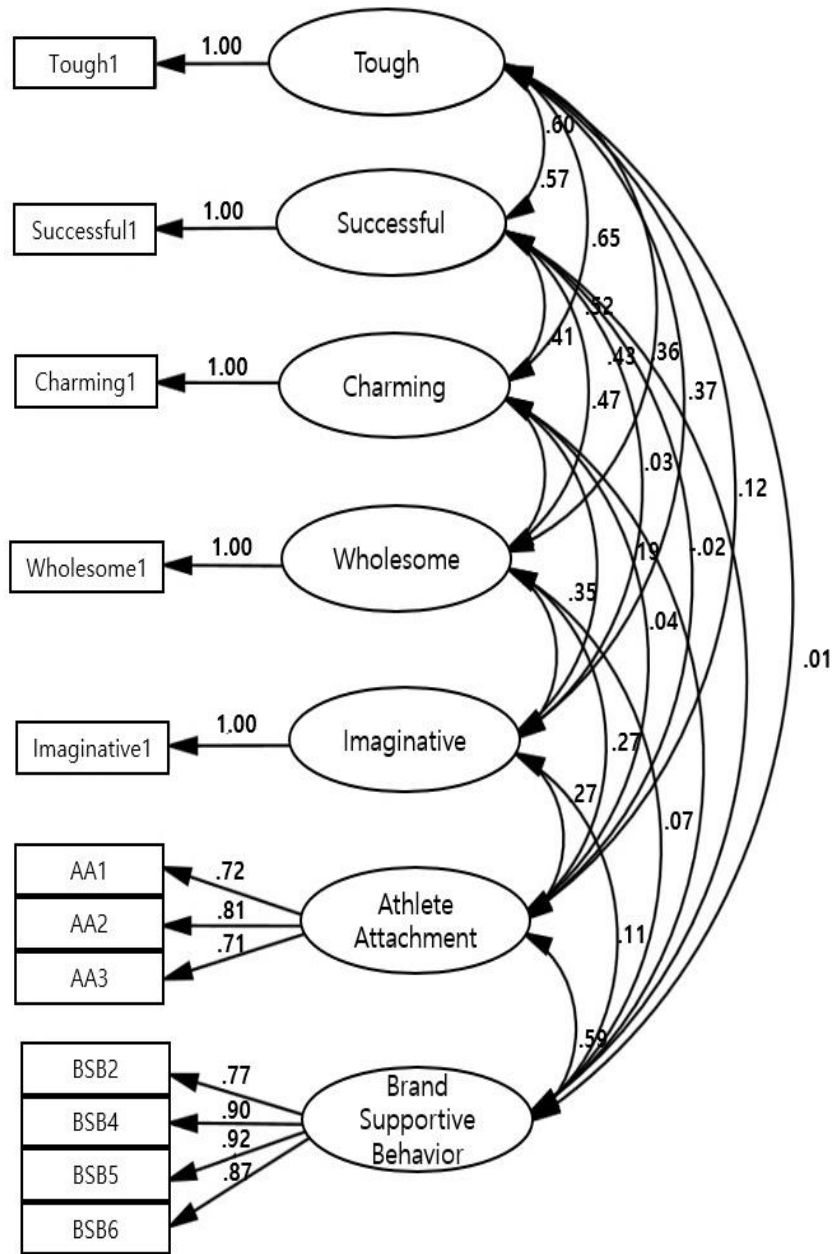 1.00
Tough1
Tough
.60
.57
1.00
Successful1
Successful
.65
.52
.41
.43
.36
1.00
Charming1
Charming
.47
.37
.03
.12
1.00
Wholesome1
Wholesome
.19
-.02
.35
.04
.01
1.00
Imaginative1
Imaginative
.27
27
.07
AA1
.72
AA2
.81
AA3
.71
Athlete
Attachment
.11
.59
BSB2
.77
BSB4
.90
BSB5
.92
BSB6
.87
Brand
Supportive
Behavior